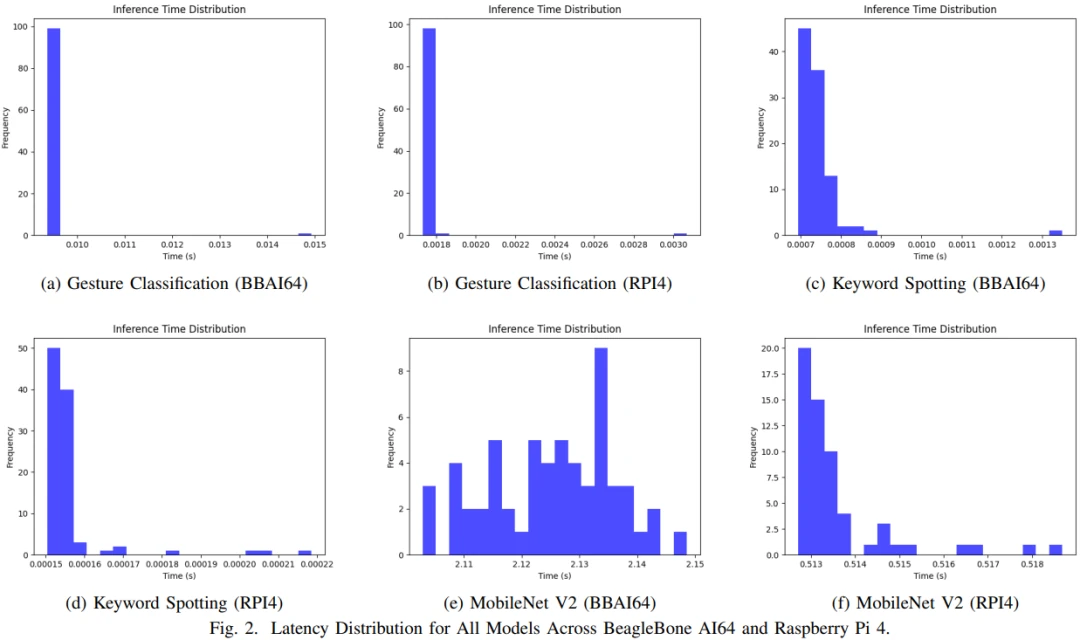 Inference Time Distribution
Frequency
100
80
60
40
20
0
0.010 0.011 0.012 0.013 0.014 0.015
Time (s)
(a) Gesture Classification (BBAI64)
Inference Time Distribution
Frequency
100
80
60
40
20
0
0.0018 0.0020 0.0022 0.0024 0.0026 0.0028 0.0030
Time (s)
(b) Gesture Classification (RPI4)
Inference Time Distribution
Frequency
40
30
20
10
0
0.0007 0.0008 0.0009 0.0010 0.0011 0.0012 0.0013
Time (s)
(c) Keyword Spotting (BBAI64)
Inference Time Distribution
Frequency
50
40
30
20
10
0
0.00015 0.00016 0.00017 0.00018 0.00019 0.00020 0.00021 0.00022
Time (s)
(d) Keyword Spotting (RPI4)
Inference Time Distribution
Frequency
8
6
4
2
0
2.11 2.12 2.13 2.14 2.15
Time (s)
(e) MobileNet V2 (BBAI64)
Inference Time Distribution
Frequency
20.0
17.5
15.0
12.5
10.0
7.5
5.0
2.5
0.0
0.513 0.514 0.515 0.516 0.517 0.518
Time (s)
(f) MobileNet V2 (RPI4)
Fig. 2. Latency Distribution for All Models Across BeagleBone AI64 and Raspberry Pi 4.